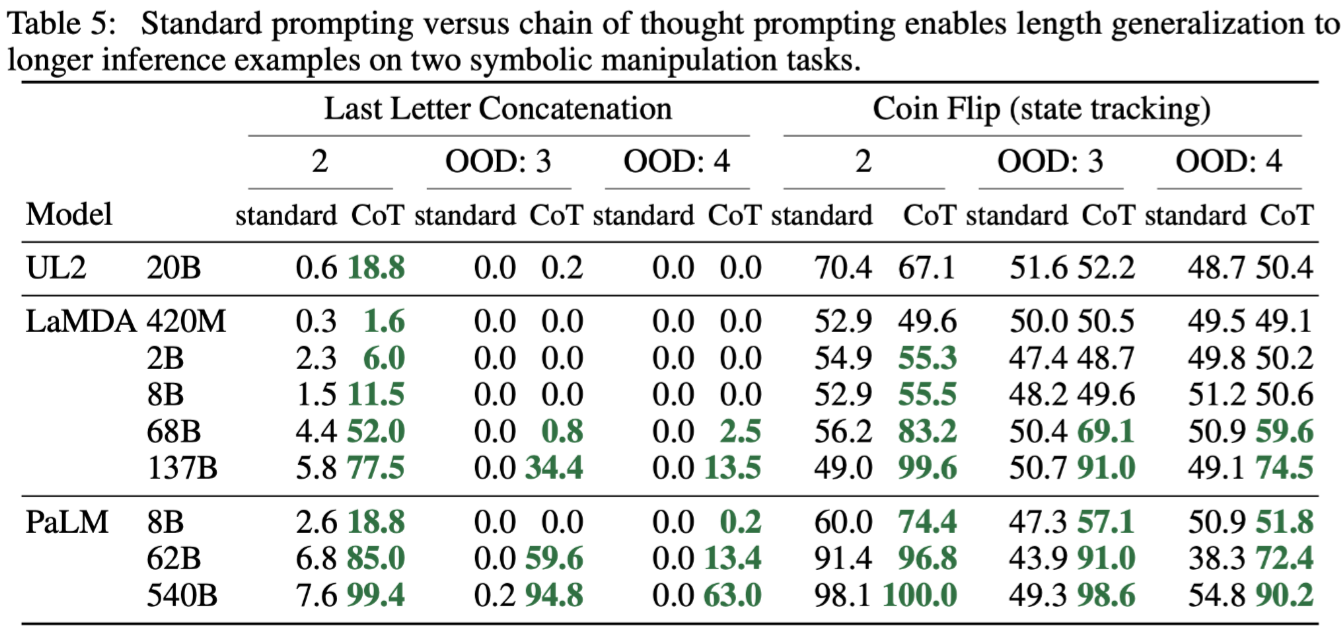 Table 5: Standard prompting versus chain of thought prompting enables length generalization to
longer inference examples on two symbolic manipulation tasks.
Last Letter Concatenation Coin Flip (state tracking)
2 OOD: 3 OOD: 4 2 OOD: 3 OOD: 4
Model standard CoT standard CoT standard CoT standard CoT standard CoT standard CoT
UL2 20B 0.6 18.8 0.0 0.2 0.0 0.0 70.4 67.1 51.6 52.2 48.7 50.4
LaMDA 420M 0.3 1.6 0.0 0.0 0.0 0.0 52.9 49.6 50.0 50.5 49.5 49.1
2B 2.3 6.0 0.0 0.0 0.0 0.0 54.9 55.3 47.4 48.7 49.8 50.2
8B 1.5 11.5 0.0 0.0 0.0 0.0 52.9 55.5 48.2 49.6 51.2 50.6
68B 4.4 52.0 0.0 0.8 0.0 2.5 56.2 83.2 50.4 69.1 50.9 59.6
137B 5.8 77.5 0.0 34.4 0.0 13.5 49.0 99.6 50.7 91.0 49.1 74.5
PaLM 8B 2.6 18.8 0.0 0.0 0.0 0.2 60.0 74.4 47.3 57.1 50.9 51.8
62B 6.8 85.0 0.0 59.6 0.0 13.4 91.4 96.8 43.9 91.0 38.3 72.4
540B 7.6 99.4 0.2 94.8 0.0 63.0 98.1 100.0 49.3 98.6 54.8 90.2